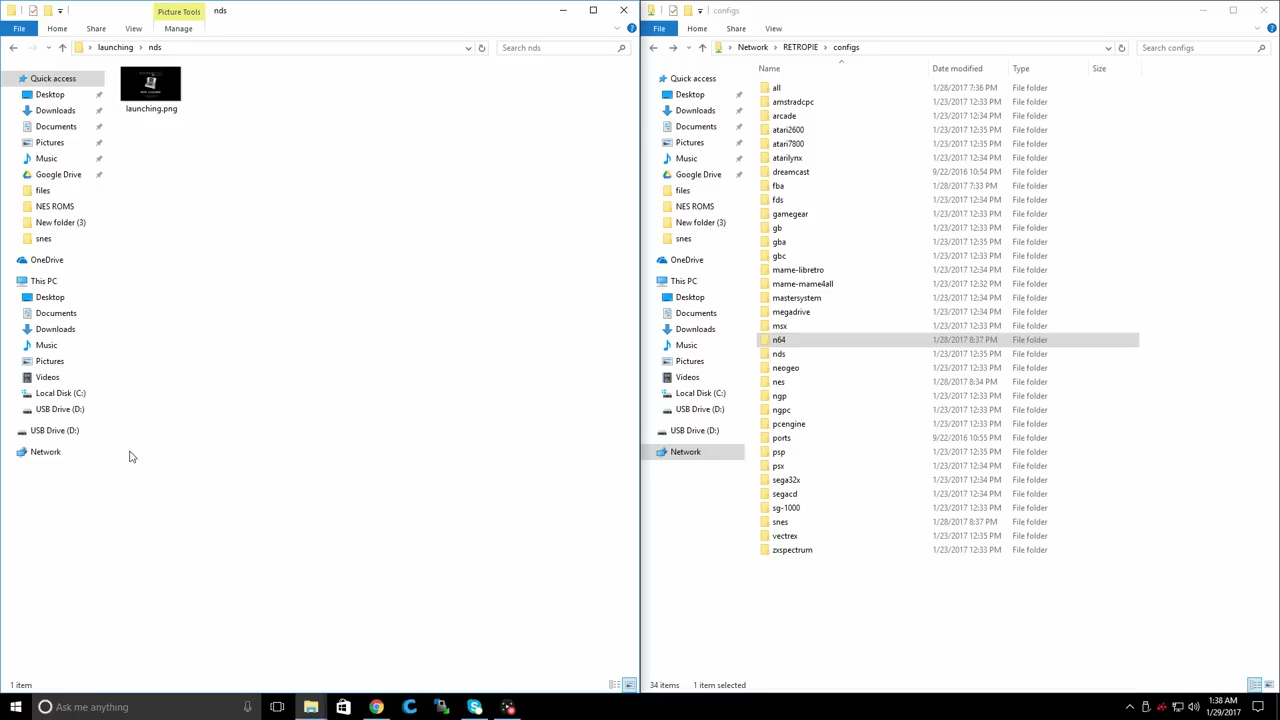 Picture Tools nds
File Home Share View Manage
launching nds Search nds
Quick access
Desktop
Downloads
Documents
Pictures
Music
Google Drive
files
NES ROMS
New folder (3)
snes
OneDrive
This PC
Desktop
Documents
Downloads
Music
Pictures
Videos
Local Disk (C:)
USB Drive (D:)
USB Drive (D:)
Network
launching.png
1 item
configs
File Home Share View
Network RETROPIE configs Search configs
Quick access
Desktop
Downloads
Documents
Pictures
Music
Google Drive
files
NES ROMS
New folder (3)
snes
OneDrive
This PC
Desktop
Documents
Downloads
Music
Pictures
Videos
Local Disk (C:)
USB Drive (D:)
USB Drive (D:)
Network
Name Date modified Type Size
all 1/28/2017 7:36 PM File folder
amstradcpc 1/23/2017 12:33 PM File folder
arcade 1/23/2017 12:34 PM File folder
atari2600 1/23/2017 12:35 PM File folder
atari7800 1/23/2017 12:35 PM File folder
atarilynx 1/23/2017 12:34 PM File folder
dreamcast 9/22/2016 10:54 PM File folder
fba 1/28/2017 7:33 PM File folder
fds 1/23/2017 12:34 PM File folder
gamegear 1/23/2017 12:33 PM File folder
gb 1/23/2017 12:33 PM File folder
gba 1/23/2017 12:35 PM File folder
gbc 1/23/2017 12:33 PM File folder
mame-libretro 1/23/2017 12:34 PM File folder
mame-mame4all 1/23/2017 12:32 PM File folder
mastersystem 1/23/2017 12:34 PM File folder
megadrive 1/23/2017 12:34 PM File folder
msx 1/23/2017 12:33 PM File folder
n64 1/28/2017 8:37 PM File folder
nds 1/23/2017 12:35 PM File folder
neogeo 1/23/2017 12:33 PM File folder
nes 1/28/2017 8:34 PM File folder
ngp 1/23/2017 12:33 PM File folder
ngpc 1/23/2017 12:33 PM File folder
pcengine 1/23/2017 12:34 PM File folder
ports 9/22/2016 10:55 PM File folder
psp 1/23/2017 12:35 PM File folder
psx 1/23/2017 12:34 PM File folder
sega32x 1/23/2017 12:34 PM File folder
segacd 1/23/2017 12:34 PM File folder
sg-1000 1/23/2017 12:33 PM File folder
snes 1/28/2017 8:37 PM File folder
vectrex 1/23/2017 12:35 PM File folder
zxspectrum 1/23/2017 12:33 PM File folder
34 items 1 item selected
Ask me anything
1:38 AM
1/29/2017